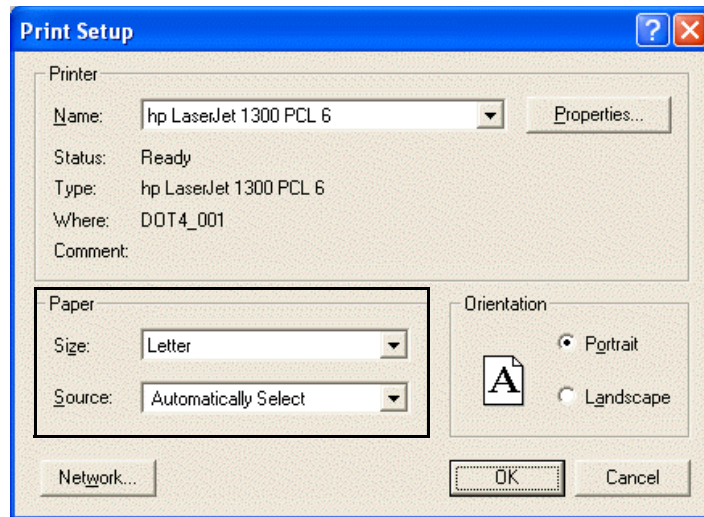 Print Setup
Printer
Name: hp LaserJet 1300 PCL 6 Properties...
Status: Ready
Type: hp LaserJet 1300 PCL 6
Where: DOT4_001
Comment:
Paper
Size: Letter
Source: Automatically Select
Orientation
A
Portrait
Landscape
Network... OK Cancel